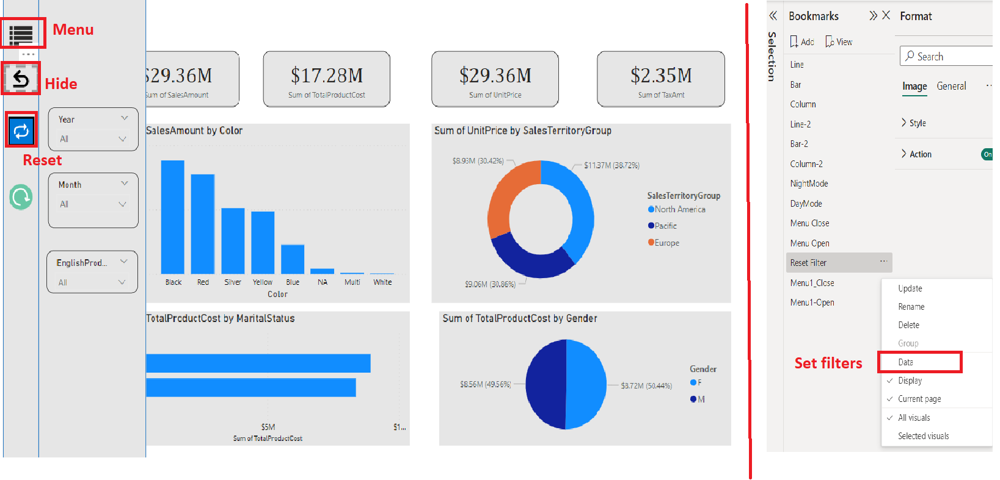 Menu
Hide
Reset
Year
All
Month
All
EnglishProd...
All
$29.36M
Sum of SalesAmount
$17.28M
Sum of TotalProductCost
$29.36M
Sum of UnitPrice
$2.35M
Sum of TaxAmt
SalesAmount by Color
Black Red Silver Yellow Blue NA Multi White
Color
Sum of UnitPrice by SalesTerritoryGroup
$8.93M (30.42%)
$11.37M (38.72%)
$9.06M (30.86%)
SalesTerritoryGroup
North America
Pacific
Europe
TotalProductCost by MaritalStatus
$5M $1...
Sum of TotalProductCost
Sum of TotalProductCost by Gender
$8.56M (49.56%)
$8.72M (50.44%)
Gender
F
M
Selection
Bookmarks
Add View
Line
Bar
Column
Line-2
Bar-2
Column-2
NightMode
DayMode
Menu Close
Menu Open
Reset Filter
Menu1_Close
Menu1-Open
Set filters
Update
Rename
Delete
Group
Data
Display
Current page
All visuals
Selected visuals
Format
Search
Image General
Style
Action On